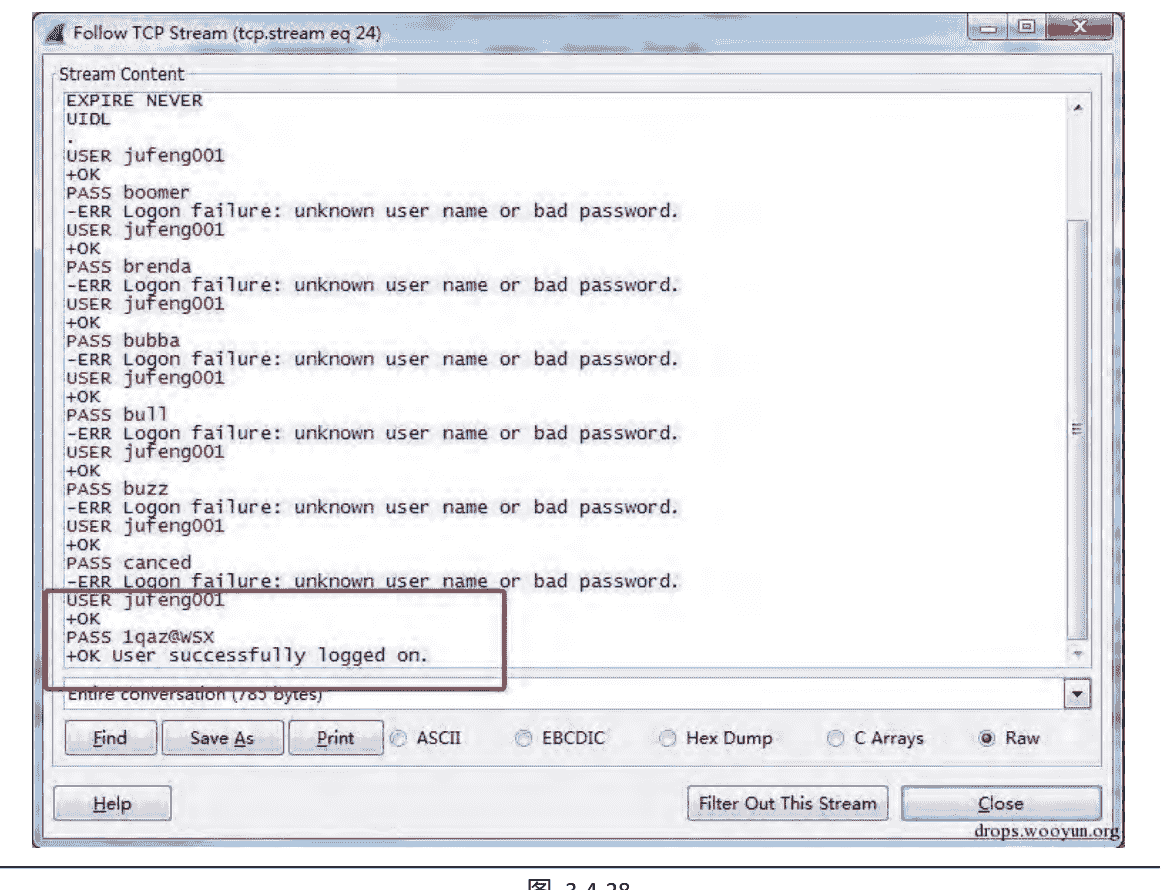 Follow TCP Stream (tcp.stream eq 24)
Stream Content
EXPIRE NEVER
UIDL
.
USER jufeng001
+OK
PASS boomer
-ERR Logon failure: unknown user name or bad password.
USER jufeng001
+OK
PASS brenda
-ERR Logon failure: unknown user name or bad password.
USER jufeng001
+OK
PASS bubba
-ERR Logon failure: unknown user name or bad password.
USER jufeng001
+OK
PASS bull
-ERR Logon failure: unknown user name or bad password.
USER jufeng001
+OK
PASS buzz
-ERR Logon failure: unknown user name or bad password.
USER jufeng001
+OK
PASS canced
-ERR Logon failure: unknown user name or bad password.
USER jufeng001
+OK
PASS 1qaz@WSX
+OK User successfully logged on.
Entire conversation (785 bytes)
Find Save As Print ASCII EBCDIC Hex Dump C Arrays Raw
Help Filter Out This Stream Close
drops.wooyun.org
图 3-4-28